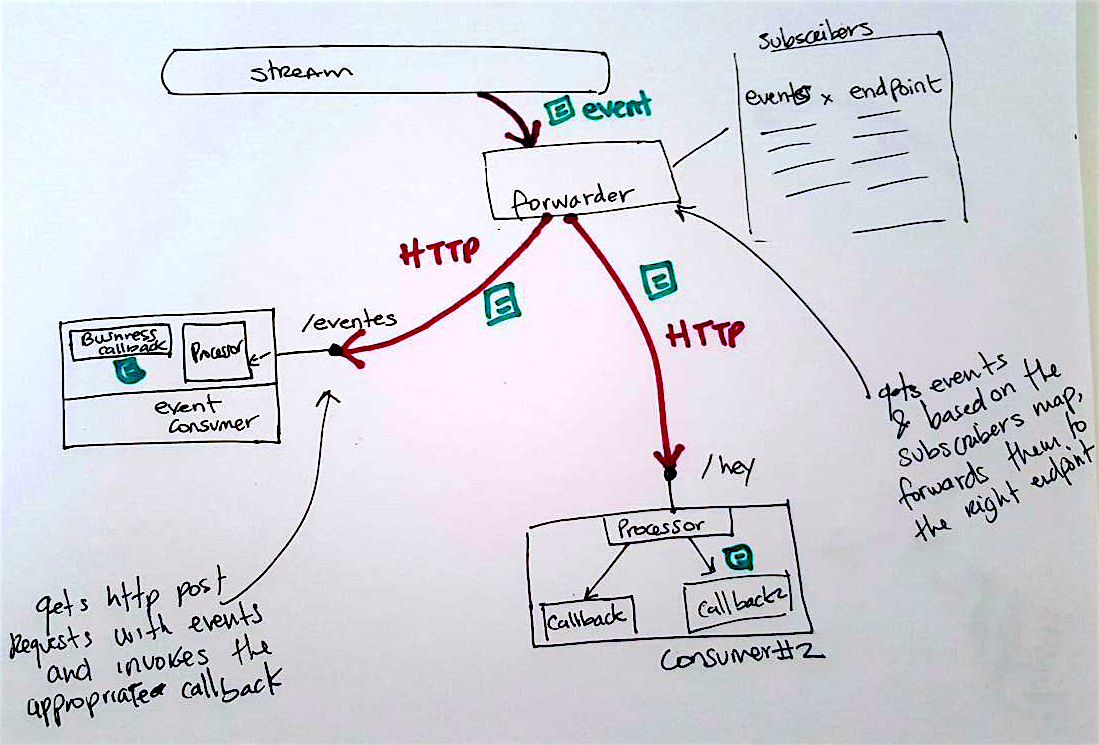 subscribers
stream
E event
events x endpoint
forwarder
HTTP
E
E
HTTP
/eventes
Business
callback
Processor
E
event
consumer
gets events
& based on the
subscribers map,
forwards them to
the right endpoint
/hey
Processor
E
Callback
Callback2
Consumer#2
gets http post
requests with events
and invokes the
appropriate callback